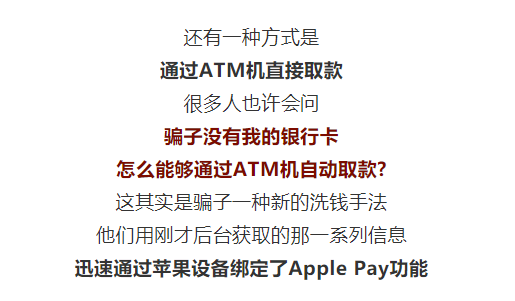 还有一种方式是
通过ATM机直接取款
很多人也许会问
骗子没有我的银行卡
怎么能够通过ATM机自动取款?
这其实是骗子一种新的洗钱手法
他们用刚才后台获取的那一系列信息
迅速通过苹果设备绑定了Apple Pay功能